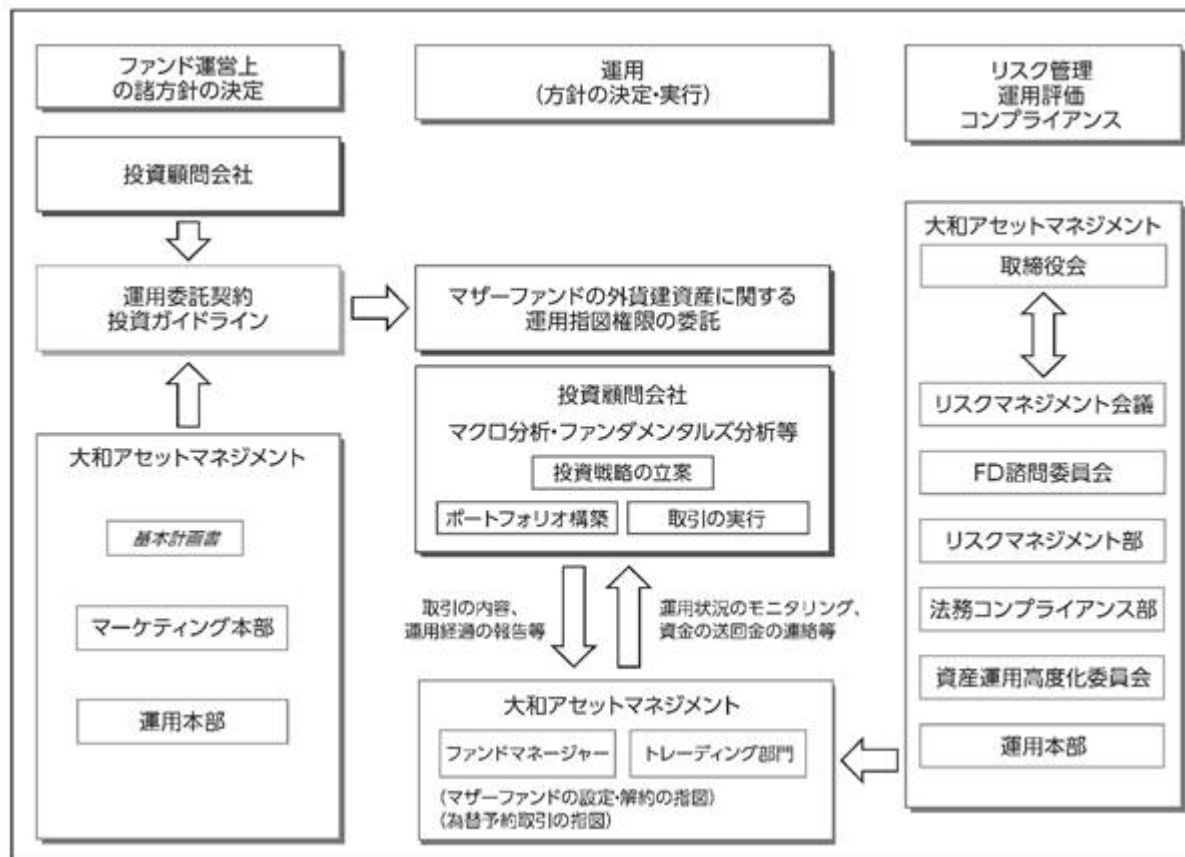 ファンド運営上
の諸方針の決定
投資顧問会社
運用委託契約
投資ガイドライン
大和アセットマネジメント
基本計画書
マーケティング本部
運用本部
運用
(方針の決定・実行)
マザーファンドの外貨建資産に関する
運用指図権限の委託
投資顧問会社
マクロ分析・ファンダメンタルズ分析等
投資戦略の立案
ポートフォリオ構築
取引の実行
取引の内容、
運用経過の報告等
運用状況のモニタリング、
資金の送回金の連絡等
大和アセットマネジメント
ファンドマネージャー
トレーディング部門
(マザーファンドの設定・解約の指図)
(為替予約取引の指図)
リスク管理
運用評価
コンプライアンス
大和アセットマネジメント
取締役会
リスクマネジメント会議
FD諮問委員会
リスクマネジメント部
法務コンプライアンス部
資産運用高度化委員会
運用本部